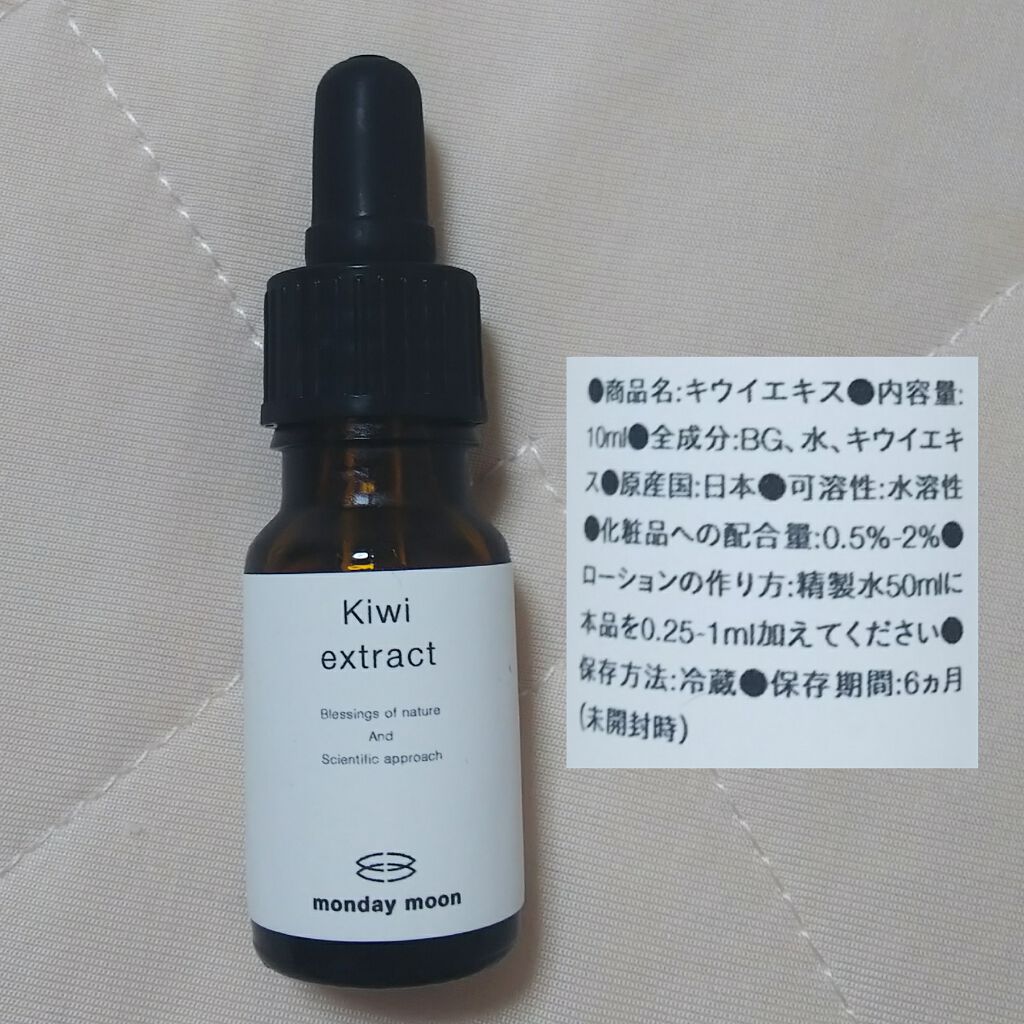 Kiwi
extract
Blessings of nature
And
Scientific approach
monday moon
●商品名:キウイエキス●内容量:
10ml●全成分:BG、水、キウイエキ
ス●原産国:日本●可溶性:水溶性
●化粧品への配合量:0.5%-2%●
ローションの作り方:精製水50mlに
本品を0.25-1ml加えてください●
保存方法:冷蔵●保存期間:6ヵ月
(未開封時)